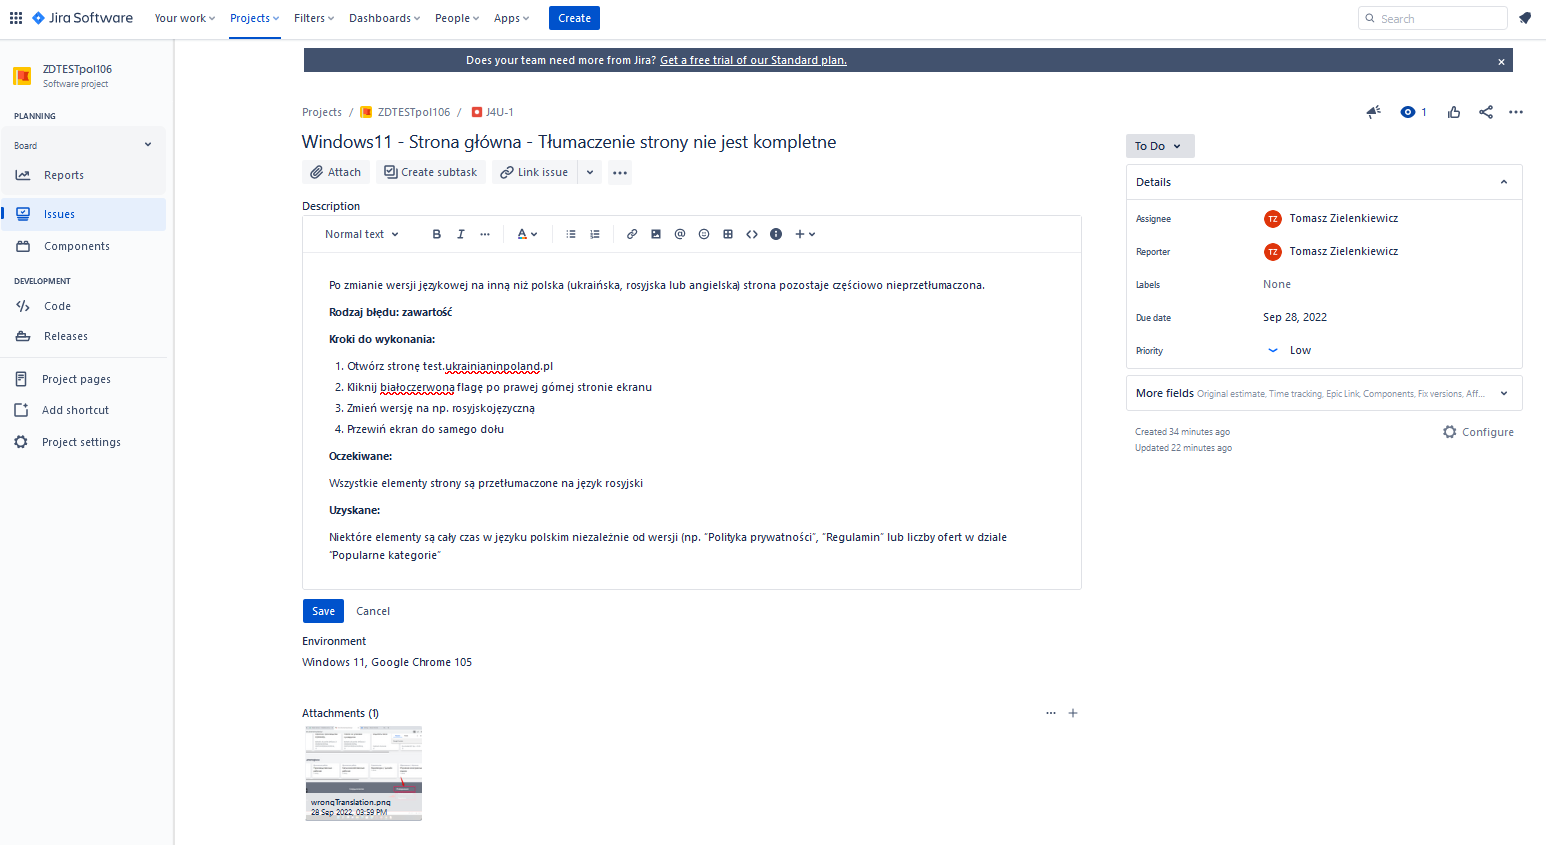 Jira Software Your work Projects Filters Dashboards People Apps Create Search
ZDTESTpol106
Software project
PLANNING
Board
Reports
Issues
Components
DEVELOPMENT
Code
Releases
Project pages
Add shortcut
Project settings
Does your team need more from Jira? Get a free trial of our Standard plan.
Projects / ZDTESTpol106 / J4U-1
1
Windows11 - Strona główna - Tłumaczenie strony nie jest kompletne
Attach Create subtask Link issue
Description
Normal text B I A
Po zmianie wersji językowej na inną niż polska (ukraińska, rosyjska lub angielska) strona pozostaje częściowo nieprzetłumaczona.
Rodzaj błędu: zawartość
Kroki do wykonania:
1. Otwórz stronę test.ukrainianinpoland.pl
2. Kliknij białoczerwoną flagę po prawej górnej stronie ekranu
3. Zmień wersję na np. rosyjskojęzyczną
4. Przewiń ekran do samego dołu
Oczekiwane:
Wszystkie elementy strony są przetłumaczone na język rosyjski
Uzyskane:
Niektóre elementy są cały czas w języku polskim niezależnie od wersji (np. "Polityka prywatności", "Regulamin" lub liczby ofert w dziale
"Popularne kategorie"
Save Cancel
Environment
Windows 11, Google Chrome 105
Attachments (1)
wrongTranslation.png
28 Sep 2022, 03:59 PM
To Do
Details
Assignee TZ Tomasz Zielenkiewicz
Reporter TZ Tomasz Zielenkiewicz
Labels None
Due date Sep 28, 2022
Priority Low
More fields Original estimate, Time tracking, Epic Link, Components, Fix versions, Aff...
Created 34 minutes ago
Updated 22 minutes ago
Configure